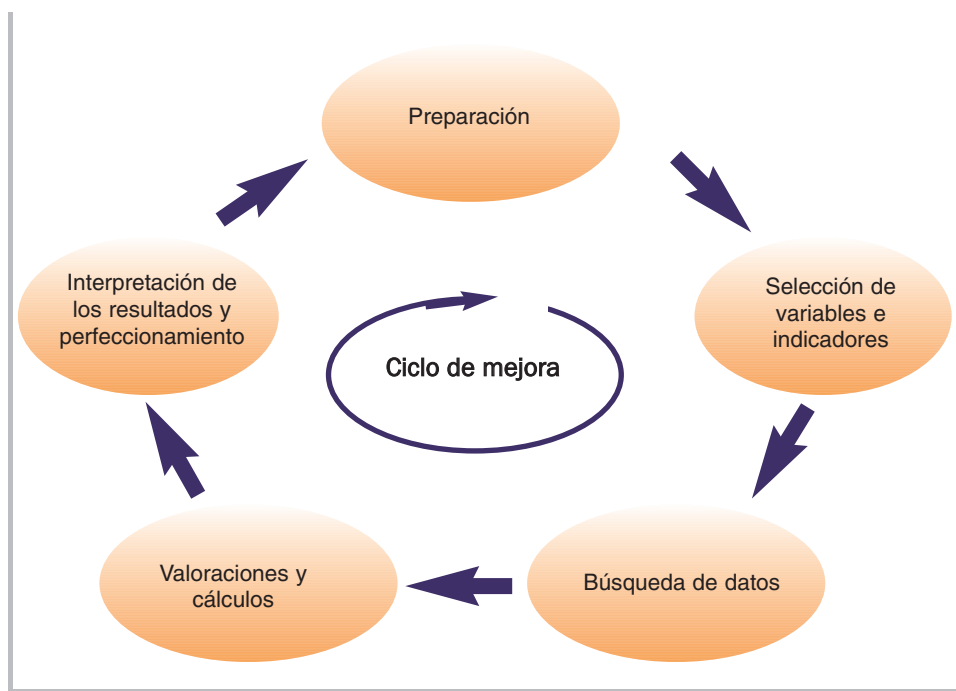 Preparación
Selección de
variables e
indicadores
Búsqueda de datos
Valoraciones y
cálculos
Interpretación de
los resultados y
perfeccionamiento
Ciclo de mejora